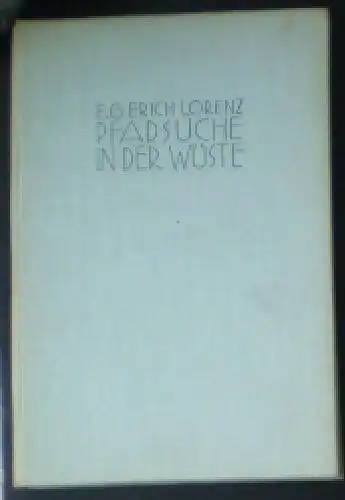 F.G ERICH LORENZ
PFADSUCHE
IN DER WÜSTE